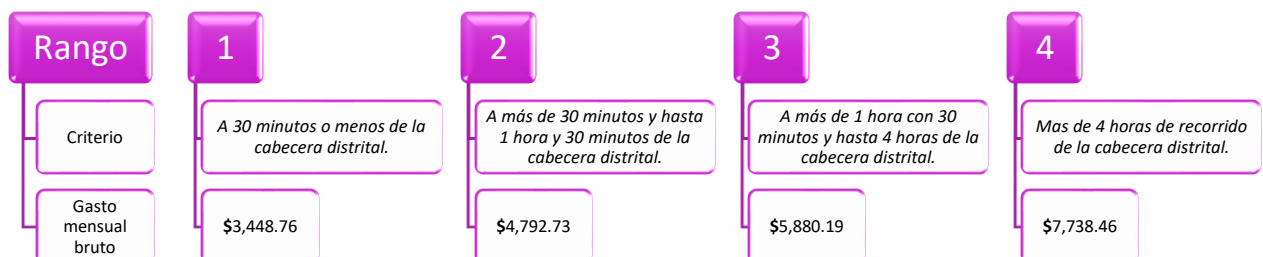 Rango
1
2
3
4
Criterio
A 30 minutos o menos de la
cabecera distrital.
A más de 30 minutos y hasta
1 hora y 30 minutos de la
cabecera distrital.
A más de 1 hora con 30
minutos y hasta 4 horas de la
cabecera distrital.
Mas de 4 horas de recorrido
de la cabecera distrital.
Gasto
mensual
bruto
$3,448.76
$4,792.73
$5,880.19
$7,738.46